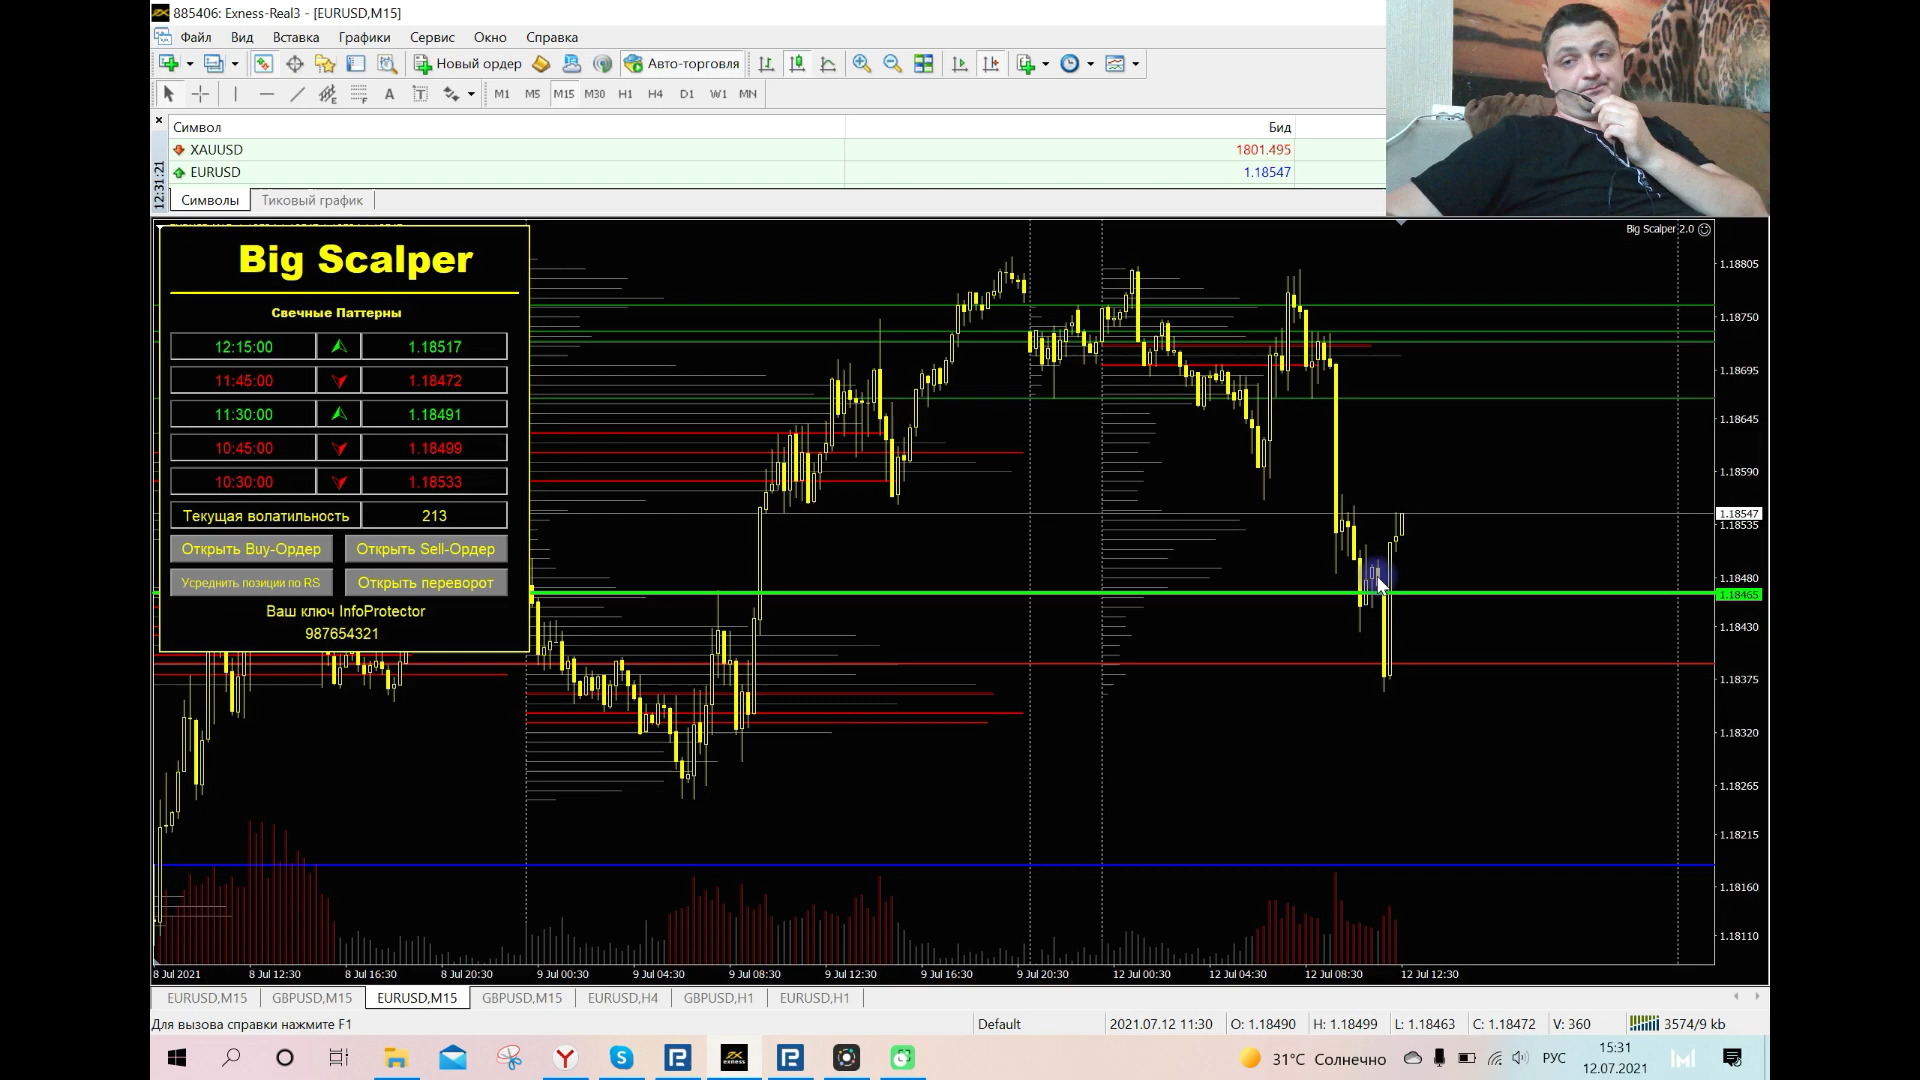 885406: Exness-Real3 - [EURUSD,M15]
Файл Вид Вставка Графики Сервис Окно Справка
Новый ордер Авто-торговля
A T M1 M5 M15 M30 H1 H4 D1 W1 MN
Символ Бид
XAUUSD 1801.495
EURUSD 1.18547
12:31:21
Символы Тиковый график
Big Scalper 2.0
Big Scalper
Свечные Паттерны
12:15:00 1.18517
11:45:00 1.18472
11:30:00 1.18491
10:45:00 1.18499
10:30:00 1.18533
Текущая волатильность 213
Открыть Buy-Ордер Открыть Sell-Ордер
Усреднить позиции по RS Открыть переворот
Ваш ключ InfoProtector
987654321
1.18805
1.18750
1.18695
1.18645
1.18590
1.18547
1.18535
1.18480
1.18465
1.18430
1.18375
1.18320
1.18265
1.18215
1.18160
1.18110
8 Jul 2021 8 Jul 12:30 8 Jul 16:30 8 Jul 20:30 9 Jul 00:30 9 Jul 04:30 9 Jul 08:30 9 Jul 12:30 9 Jul 16:30 9 Jul 20:30 12 Jul 00:30 12 Jul 04:30 12 Jul 08:30 12 Jul 12:30
EURUSD,M15 GBPUSD,M15 EURUSD,M15 GBPUSD,M15 EURUSD,H4 GBPUSD,H1 EURUSD,H1
Для вызова справки нажмите F1 Default 2021.07.12 11:30 O: 1.18490 H: 1.18499 L: 1.18463 C: 1.18472 V: 360 3574/9 kb
31°C Солнечно РУС 15:31
12.07.2021